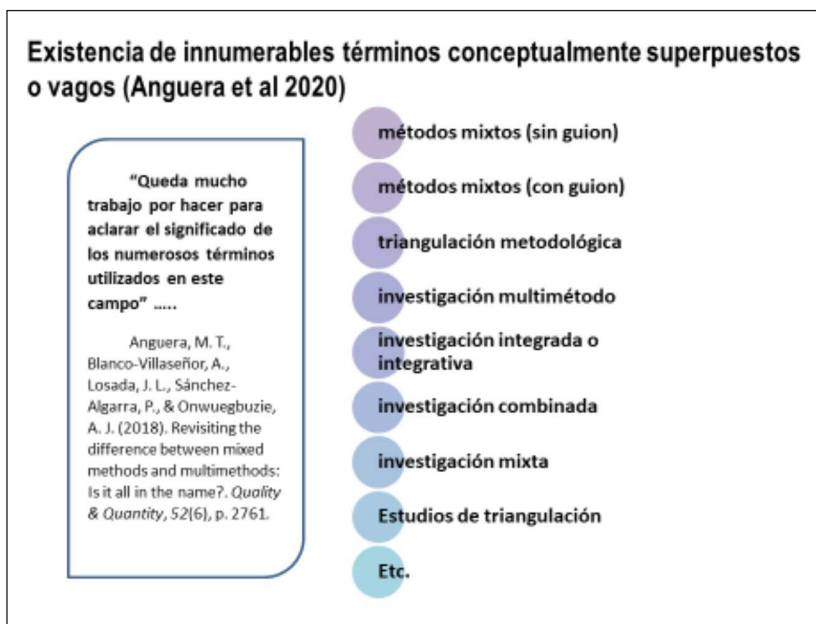 Existencia de innumerables términos conceptualmente superpuestos
o vagos (Anguera et al 2020)
“Queda mucho
trabajo por hacer para
aclarar el significado de
los numerosos términos
utilizados en este
campo” …..
Anguera, M. T.,
Blanco-Villaseñor, A.,
Losada, J. L., Sánchez-
Algarra, P., & Onwuegbuzie,
A. J. (2018). Revisiting the
difference between mixed
methods and multimethods:
Is it all in the name?. Quality
& Quantity, 52(6), p. 2761.
métodos mixtos (sin guion)
métodos mixtos (con guion)
triangulación metodológica
investigación multimétodo
investigación integrada o
integrativa
investigación combinada
investigación mixta
Estudios de triangulación
Etc.